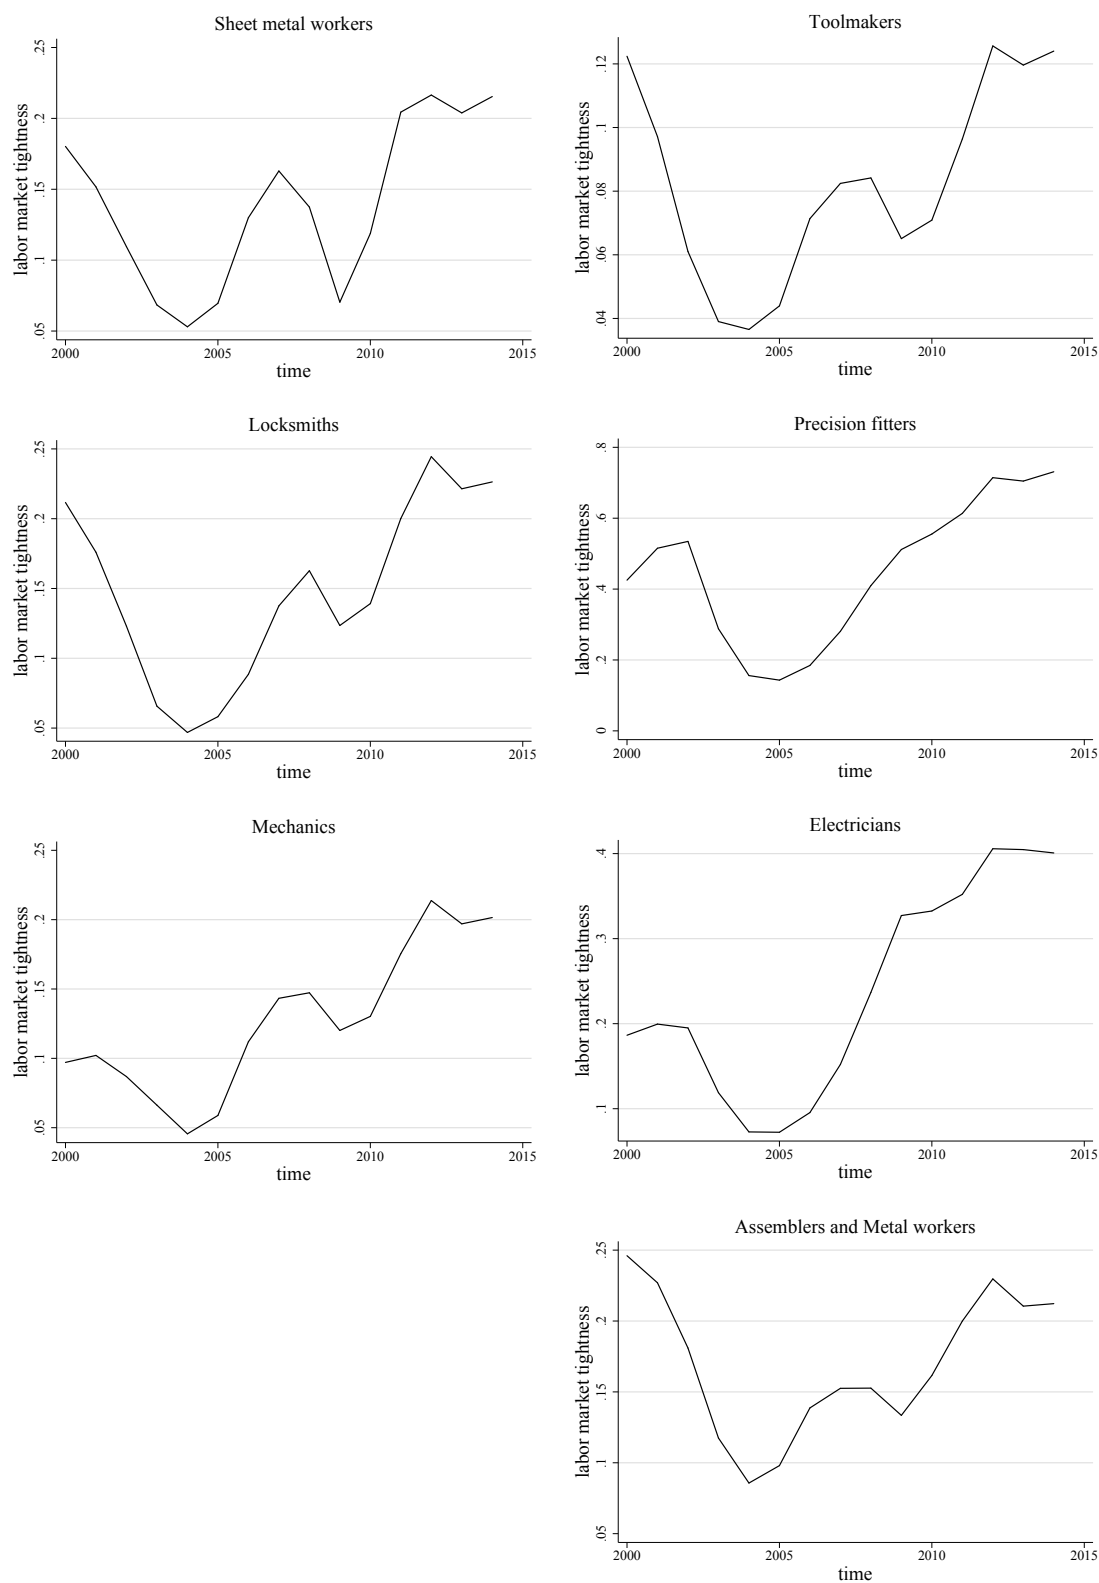 Sheet metal workers
labor market tightness
.25
.2
.15
.1
.05
2000 2005 2010 2015
time
Toolmakers
labor market tightness
.12
.1
.08
.06
.04
2000 2005 2010 2015
time
Locksmiths
labor market tightness
.25
.2
.15
.1
.05
2000 2005 2010 2015
time
Precision fitters
labor market tightness
.8
.6
.4
.2
0
2000 2005 2010 2015
time
Mechanics
labor market tightness
.25
.2
.15
.1
.05
2000 2005 2010 2015
time
Electricians
labor market tightness
.4
.3
.2
.1
2000 2005 2010 2015
time
Assemblers and Metal workers
labor market tightness
.25
.2
.15
.1
.05
2000 2005 2010 2015
time